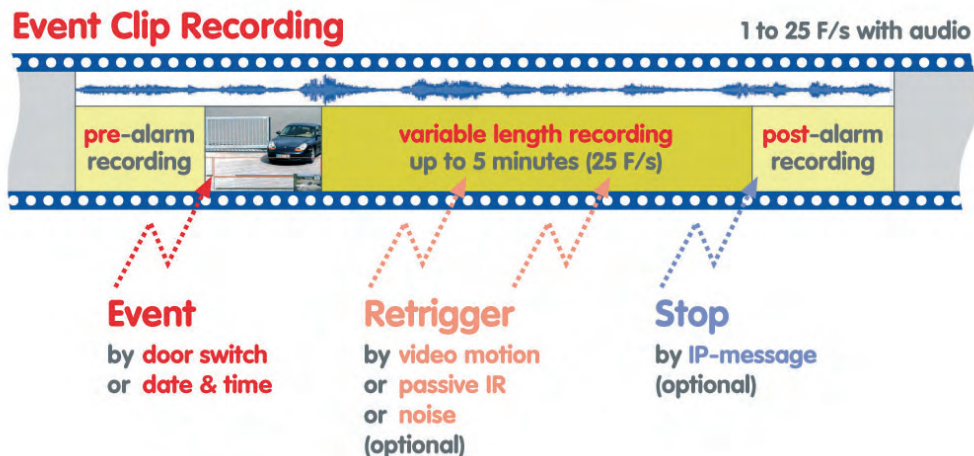 Event Clip Recording
1 to 25 F/s with audio
pre-alarm
recording
variable length recording
up to 5 minutes (25 F/s)
post-alarm
recording
Event
by door switch
or date & time
Retrigger
by video motion
or passive IR
or noise
(optional)
Stop
by IP-message
(optional)